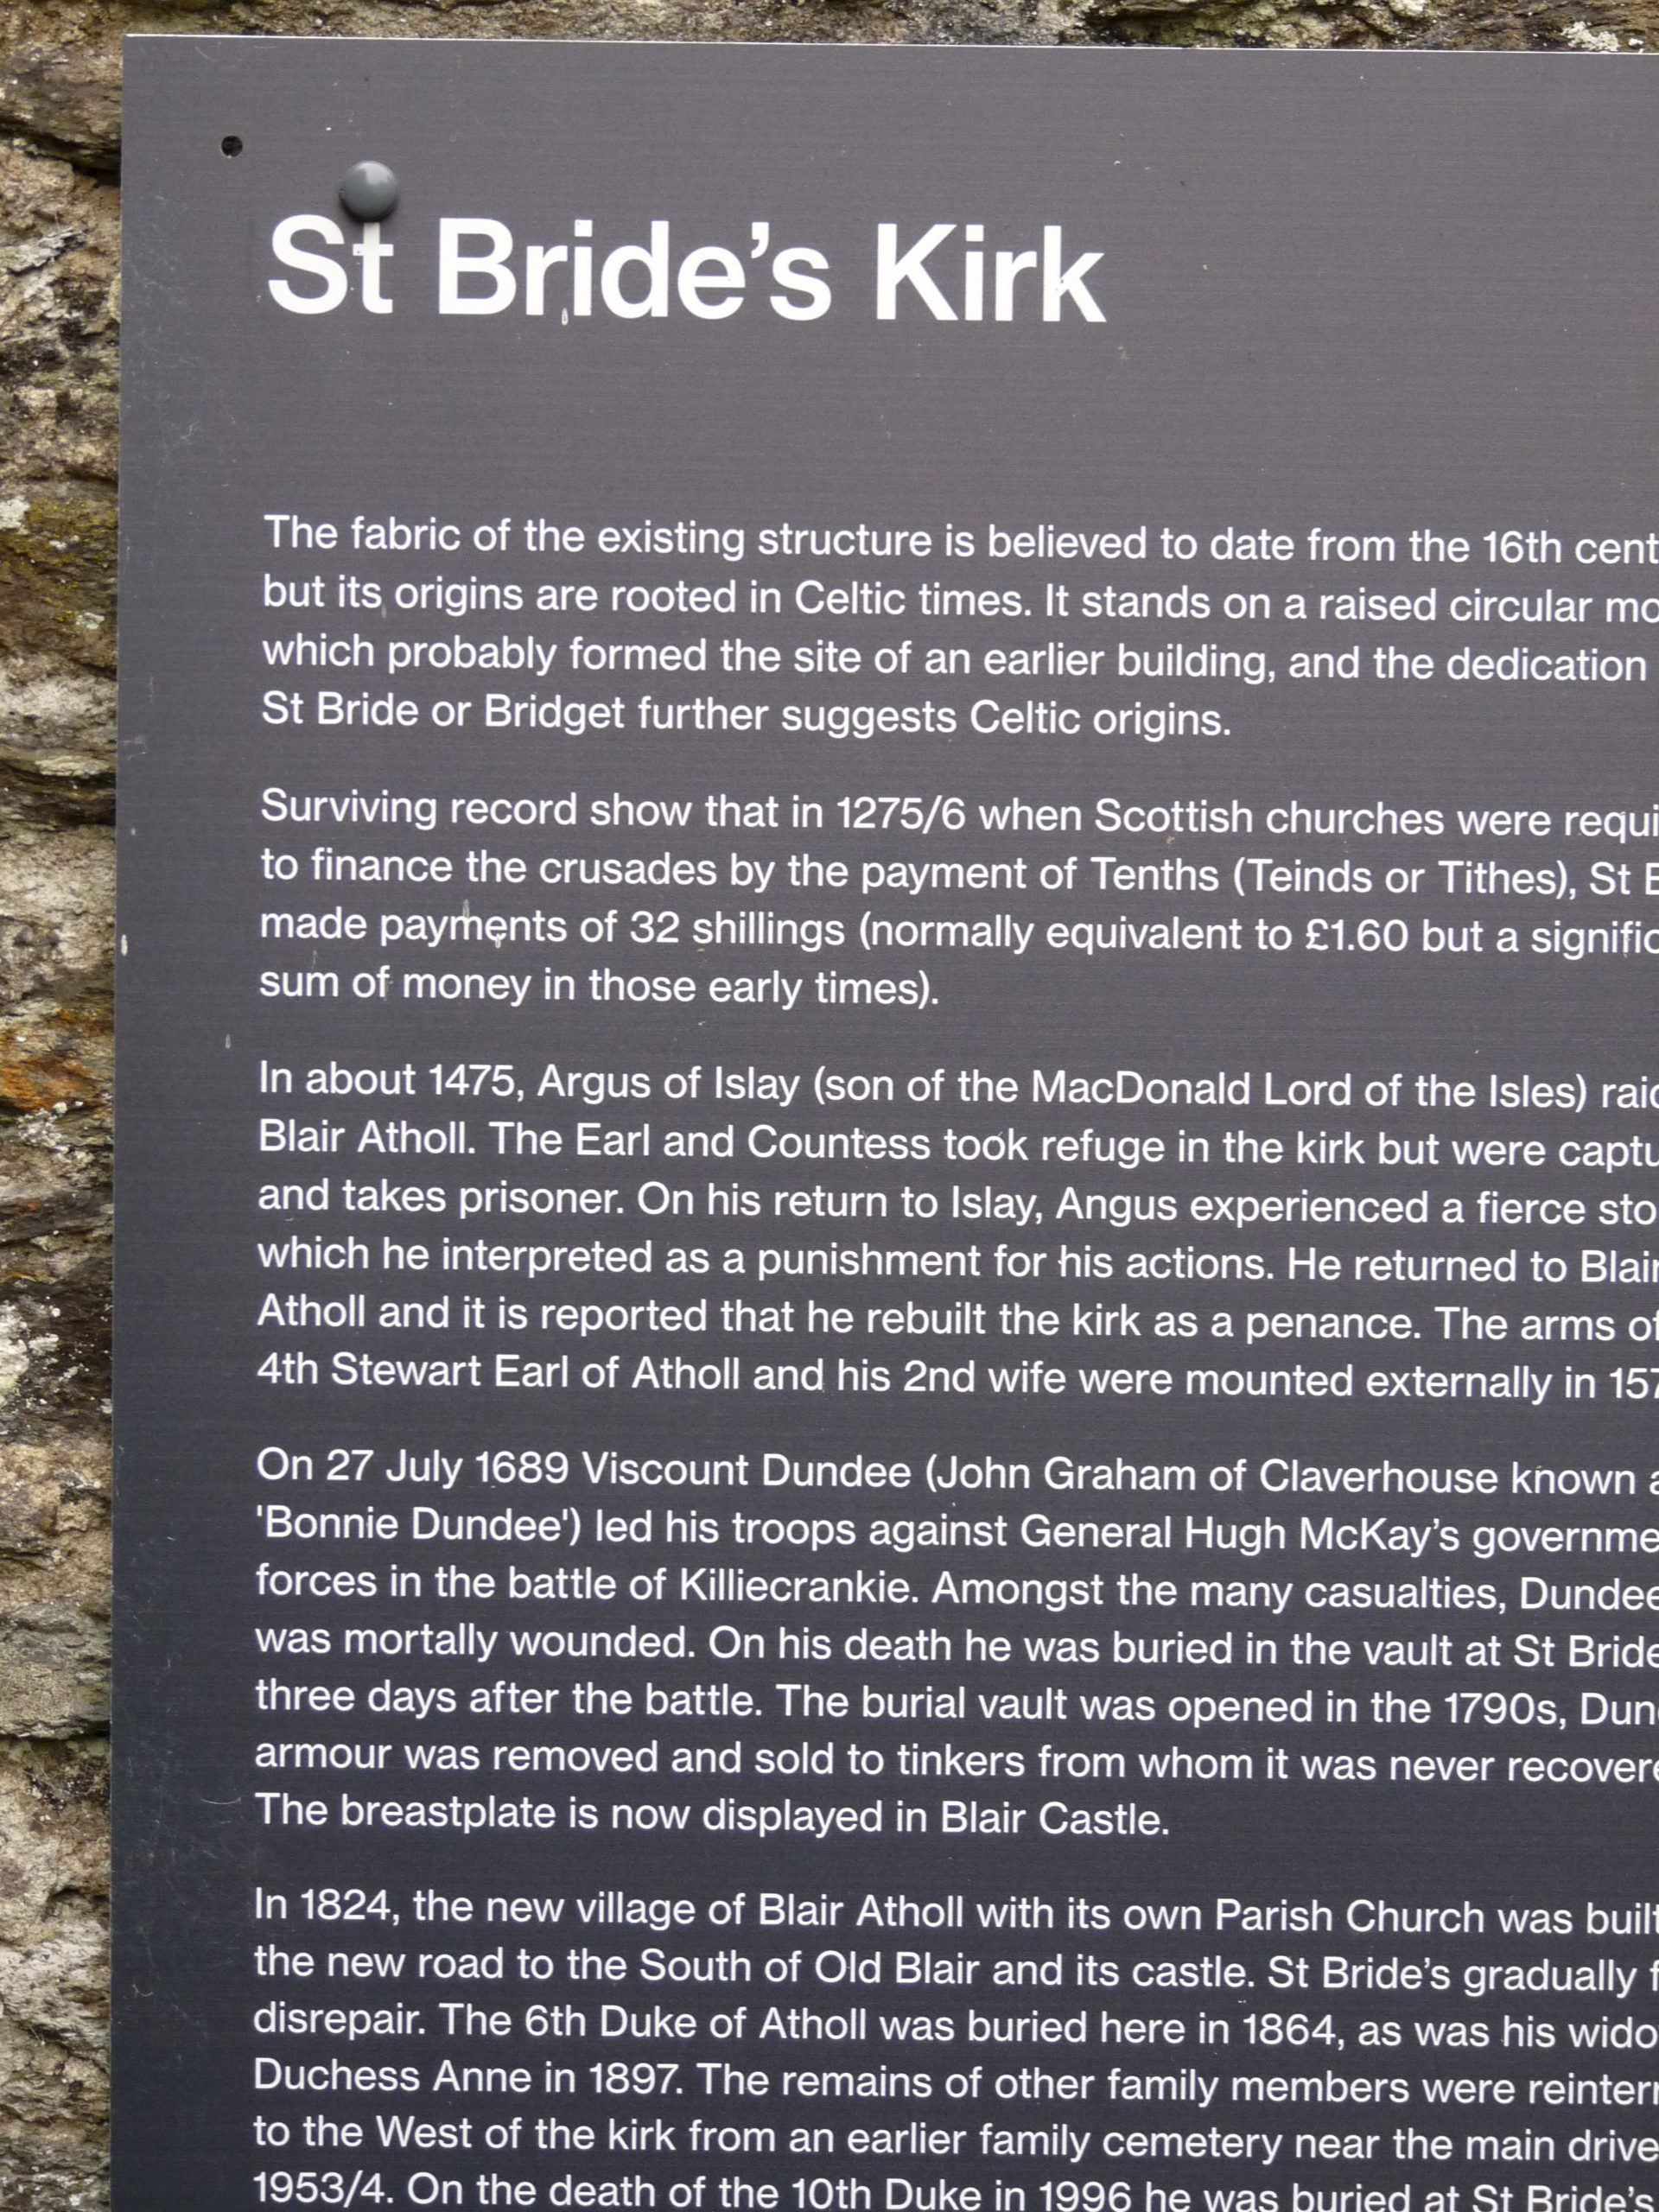 St Bride's Kirk
The fabric of the existing structure is believed to date from the 16th
but its origins are rooted in Celtic times. It stands on a raised circular
which probably formed the site of an earlier building, and the dedication
St Bride or Bridget further suggests Celtic origins.
Surviving record show that in 1275/6 when Scottish churches were
to finance the crusades by the payment of Tenths (Teinds or Tithes), St
made payments of 32 shillings (normally equivalent to £1.60 but a
sum of money in those early times).
In about 1475, Argus of Islay (son of the MacDonald Lord of the Isles)
Blair Atholl. The Earl and Countess took refuge in the kirk but were
and takes prisoner. On his return to Islay, Angus experienced a fierce
which he interpreted as a punishment for his actions. He returned to Blair
Atholl and it is reported that he rebuilt the kirk as a penance. The arms of
4th Stewart Earl of Atholl and his 2nd wife were mounted externally in
On 27 July 1689 Viscount Dundee (John Graham of Claverhouse known
'Bonnie Dundee') led his troops against General Hugh McKay's
forces in the battle of Killiecrankie. Amongst the many casualties, Dundee
was mortally wounded. On his death he was buried in the vault at St
three days after the battle. The burial vault was opened in the 1790s,
armour was removed and sold to tinkers from whom it was never
The breastplate is now displayed in Blair Castle.
In 1824, the new village of Blair Atholl with its own Parish Church was built
the new road to the South of Old Blair and its castle. St Bride's gradually
disrepair. The 6th Duke of Atholl was buried here in 1864, as was his
Duchess Anne in 1897. The remains of other family members were
to the West of the kirk from an earlier family cemetery near the main drive
1953/4. On the death of the 10th Duke in 1996 he was buried at St Bride's